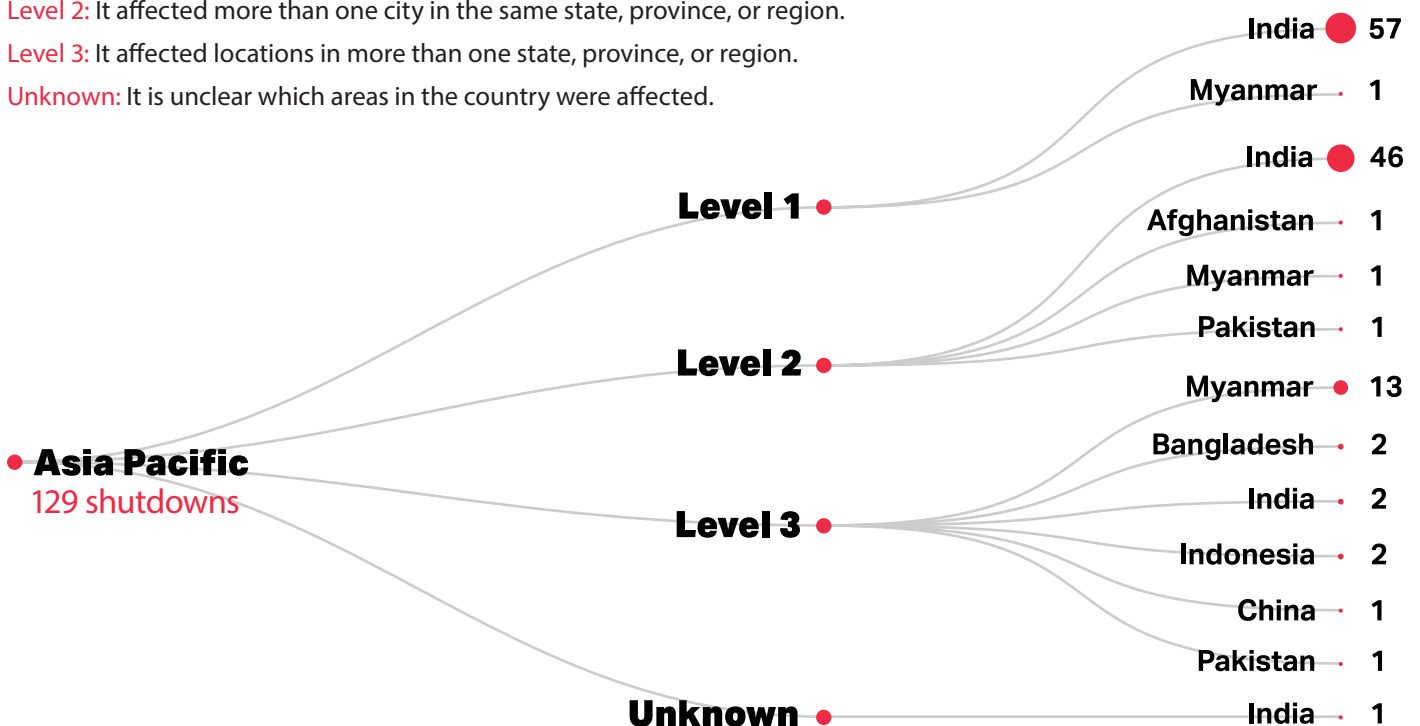 Level 2: It affected more than one city in the same state, province, or region.
Level 3: It affected locations in more than one state, province, or region.
Unknown: It is unclear which areas in the country were affected.
Asia Pacific
129 shutdowns
Level 1
India 57
Myanmar 1
Level 2
India 46
Afghanistan 1
Myanmar 1
Pakistan 1
Level 3
Myanmar 13
Bangladesh 2
India 2
Indonesia 2
China 1
Pakistan 1
Unknown
India 1